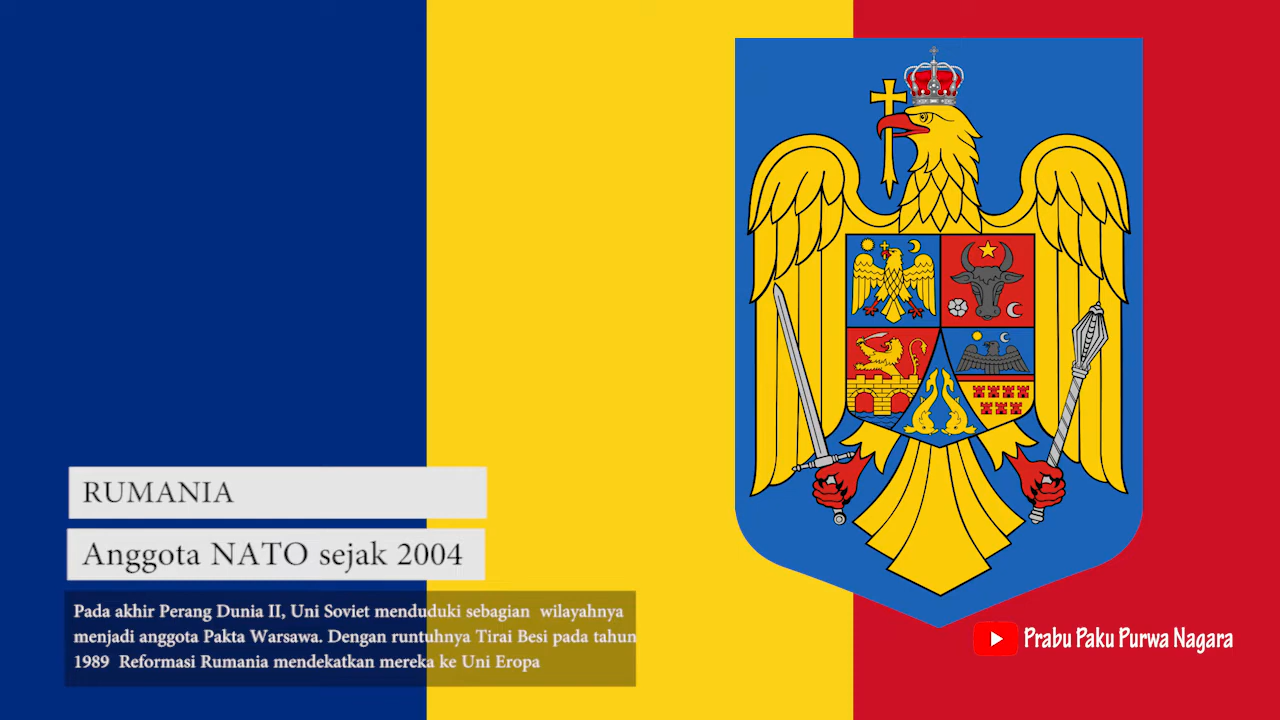 RUMANIA
Anggota NATO sejak 2004
Pada akhir Perang Dunia II, Uni Soviet menduduki sebagian wilayahnya
menjadi anggota Pakta Warsawa. Dengan runtuhnya Tirai Besi pada tahun
1989 Reformasi Rumania mendekatkan mereka ke Uni Eropa
Prabu Paku Purwa Nagara